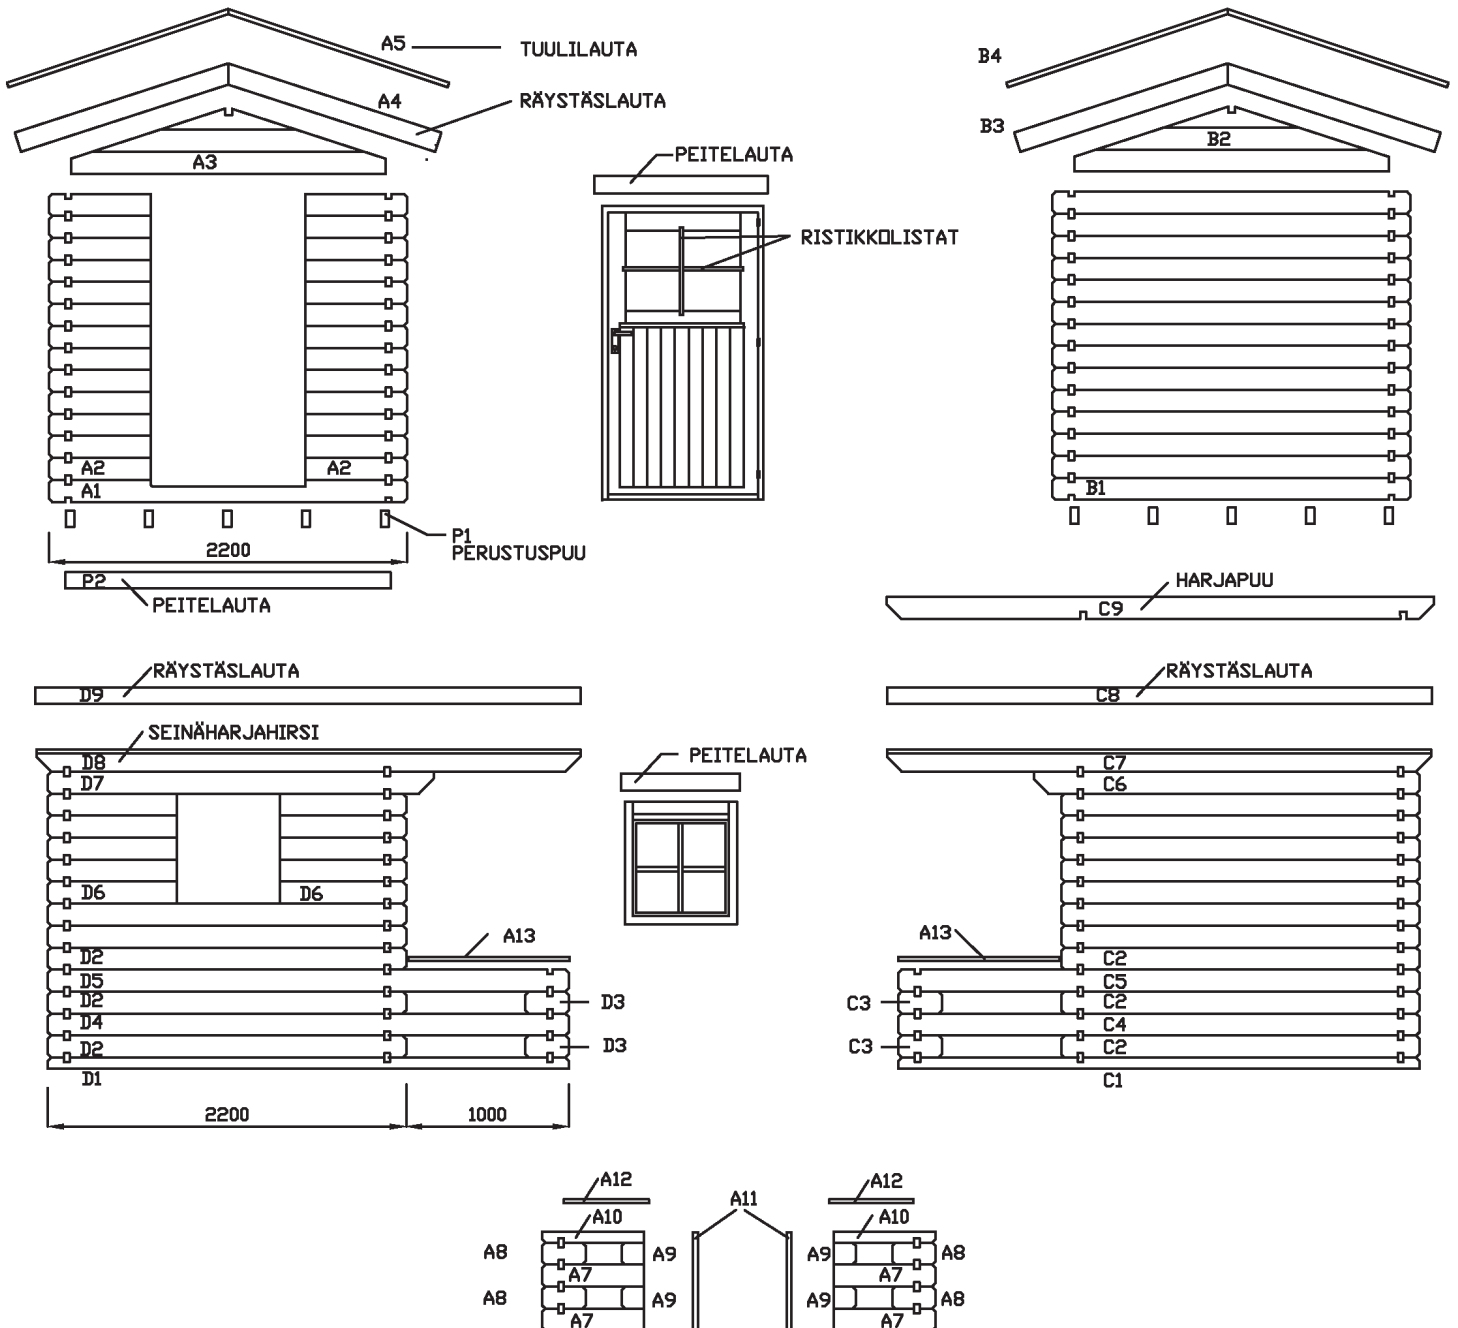 A5
TUULILAUTA
A4
RÄYSTÄSLAUTA
A3
B4
B3
B2
PEITELAUTA
RISTIKKOLISTAT
A2
A2
A1
B1
P1
PERUSTUSPUU
2200
P2
PEITELAUTA
HARJAPUU
C9
RÄYSTÄSLAUTA
D9
RÄYSTÄSLAUTA
C8
SEINÄHARJAHIRSI
D8
D7
D6
D6
D2
D5
D2
D4
D2
D1
A13
D3
D3
2200
1000
PEITELAUTA
C7
C6
A13
C2
C5
C3
C2
C4
C3
C2
C1
A12
A10
A8
A9
A7
A8
A9
A7
A11
A12
A10
A9
A8
A7
A9
A8
A7